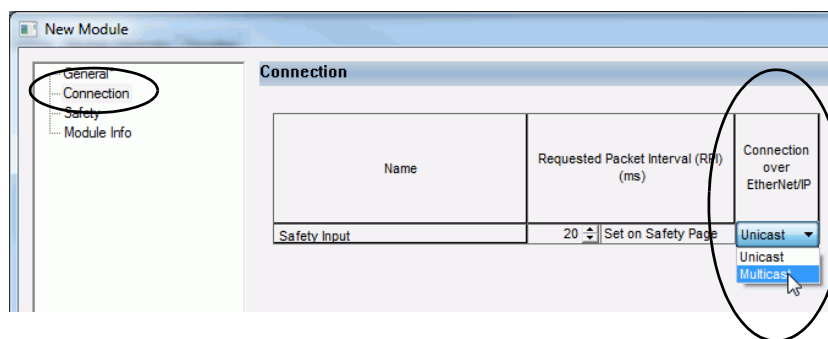 New Module
General
Connection
Safety
Module Info
Connection
Name
Requested Packet Interval (RPI)
(ms)
Connection
over
EtherNet/IP
Safety Input
20 Set on Safety Page
Unicast
Unicast
Multicast